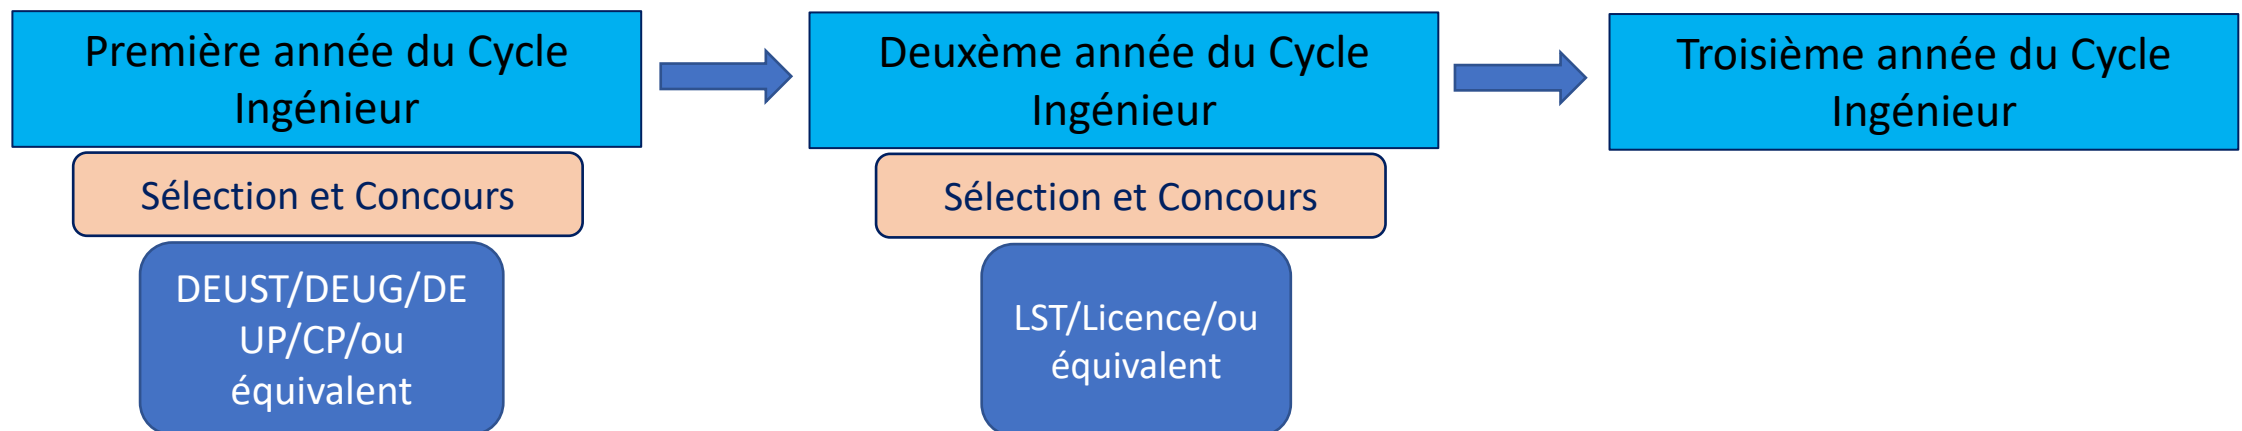 Première année du Cycle
Ingénieur
Deuxème année du Cycle
Ingénieur
Troisième année du Cycle
Ingénieur
Sélection et Concours
Sélection et Concours
DEUST/DEUG/DE
UP/CP/ou
équivalent
LST/Licence/ou
équivalent